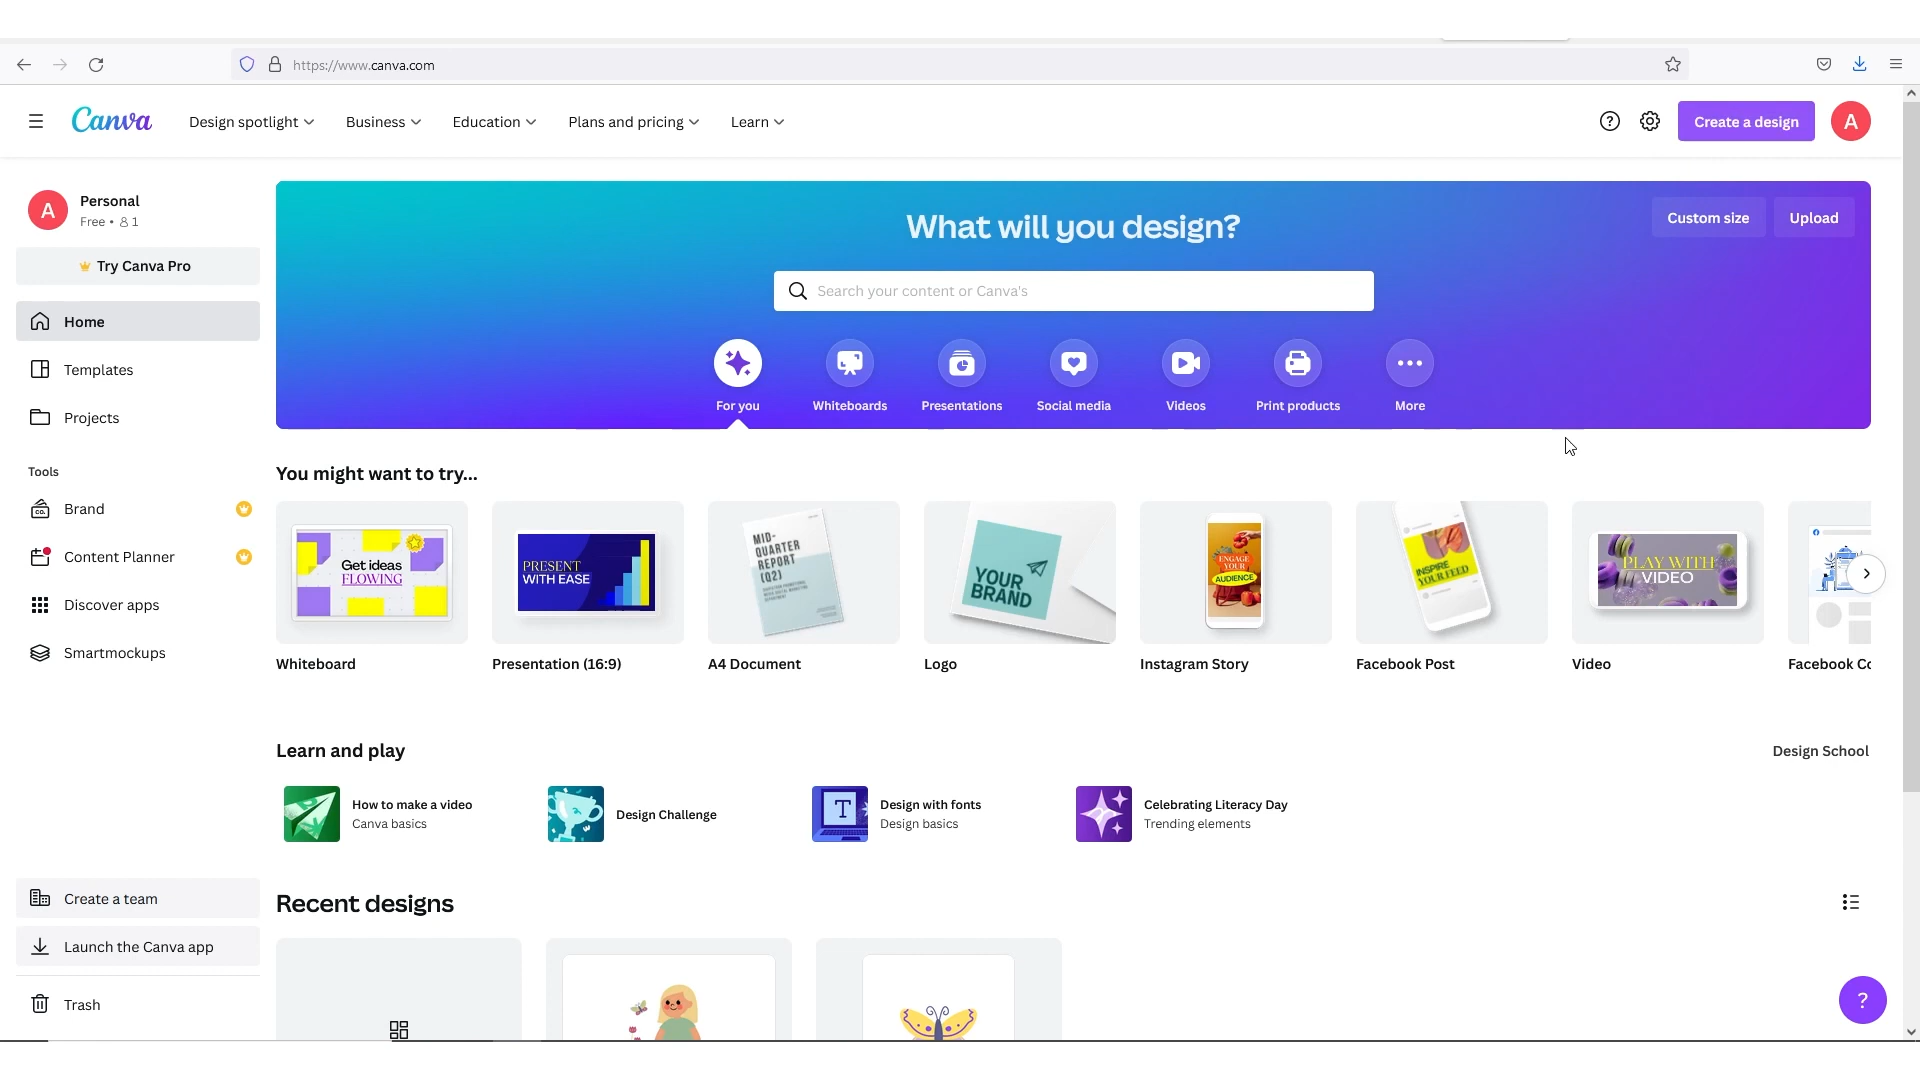 https://www.canva.com
Canva
Design spotlight
Business
Education
Plans and pricing
Learn
?
Create a design
A
A
Personal
Free • 1
Try Canva Pro
Home
Templates
Projects
Tools
Brand
Content Planner
Discover apps
Smartmockups
Create a team
Launch the Canva app
Trash
What will you design?
Custom size
Upload
Search your content or Canva's
For you
Whiteboards
Presentations
Social media
Videos
Print products
More
You might want to try...
Get ideas
FLOWING
Whiteboard
PRESENT
WITH EASE
Presentation (16:9)
MID-
QUARTER
REPORT
(Q2)
A4 Document
YOUR
BRAND
Logo
ENGAGE
YOUR
AUDIENCE
Instagram Story
INSPIRE
YOUR FEED
Facebook Post
PLAY WITH
VIDEO
Video
Facebook Co
Learn and play
Design School
How to make a video
Canva basics
Design Challenge
T
Design with fonts
Design basics
Celebrating Literacy Day
Trending elements
Recent designs
?